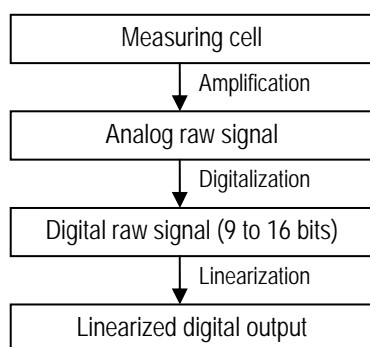 Measuring cell
Amplification
Analog raw signal
Digitalization
Digital raw signal (9 to 16 bits)
Linearization
Linearized digital output